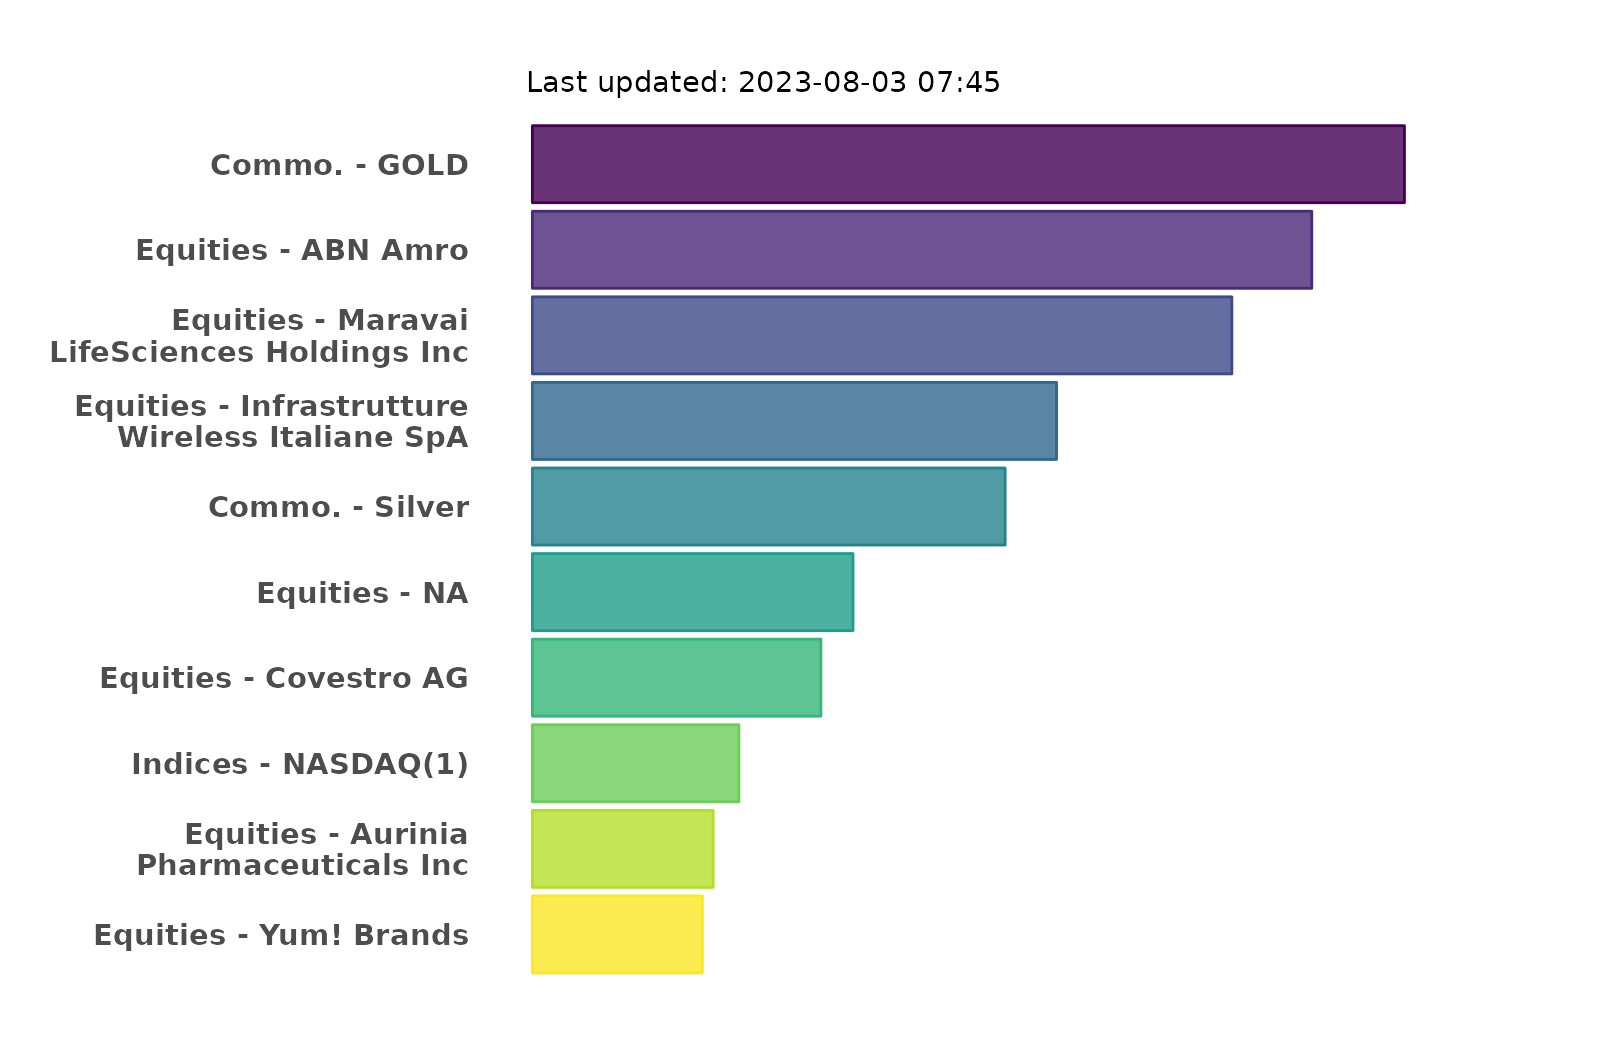 Last updated: 2023-08-03 07:45
Commo. - GOLD
Equities - ABN Amro
Equities - Maravai
LifeSciences Holdings Inc
Equities - Infrastrutture
Wireless Italiane SpA
Commo. - Silver
Equities - NA
Equities - Covestro AG
Indices - NASDAQ(1)
Equities - Aurinia
Pharmaceuticals Inc
Equities - Yum! Brands